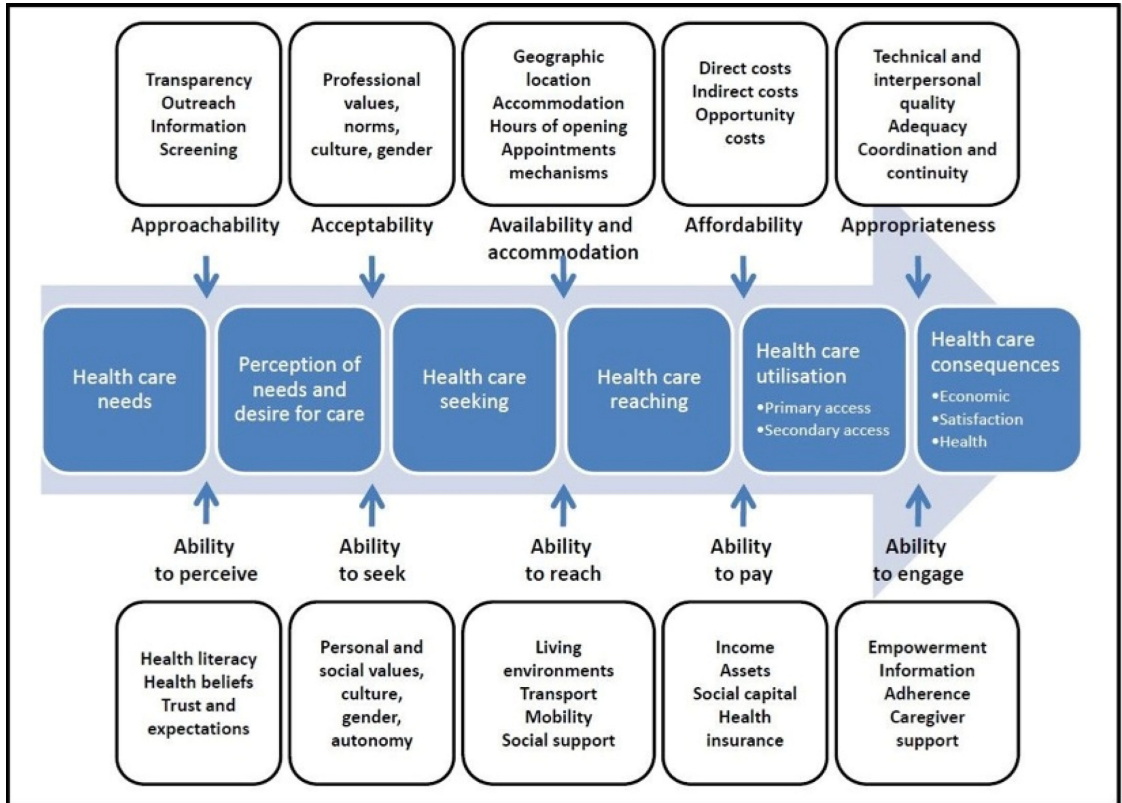 Transparency
Outreach
Information
Screening
Professional
values,
norms,
culture, gender
Geographic
location
Accommodation
Hours of opening
Appointments
mechanisms
Direct costs
Indirect costs
Opportunity
costs
Technical and
interpersonal
quality
Adequacy
Coordination and
continuity
Approachability
Acceptability
Availability and
accommodation
Affordability
Appropriateness
Health care
needs
Perception of
needs and
desire for care
Health care
seeking
Health care
reaching
Health care
utilisation
•Primary access
•Secondary access
Health care
consequences
•Economic
•Satisfaction
•Health
Ability
to perceive
Ability
to seek
Ability
to reach
Ability
to pay
Ability
to engage
Health literacy
Health beliefs
Trust and
expectations
Personal and
social values,
culture,
gender,
autonomy
Living
environments
Transport
Mobility
Social support
Income
Assets
Social capital
Health
insurance
Empowerment
Information
Adherence
Caregiver
support